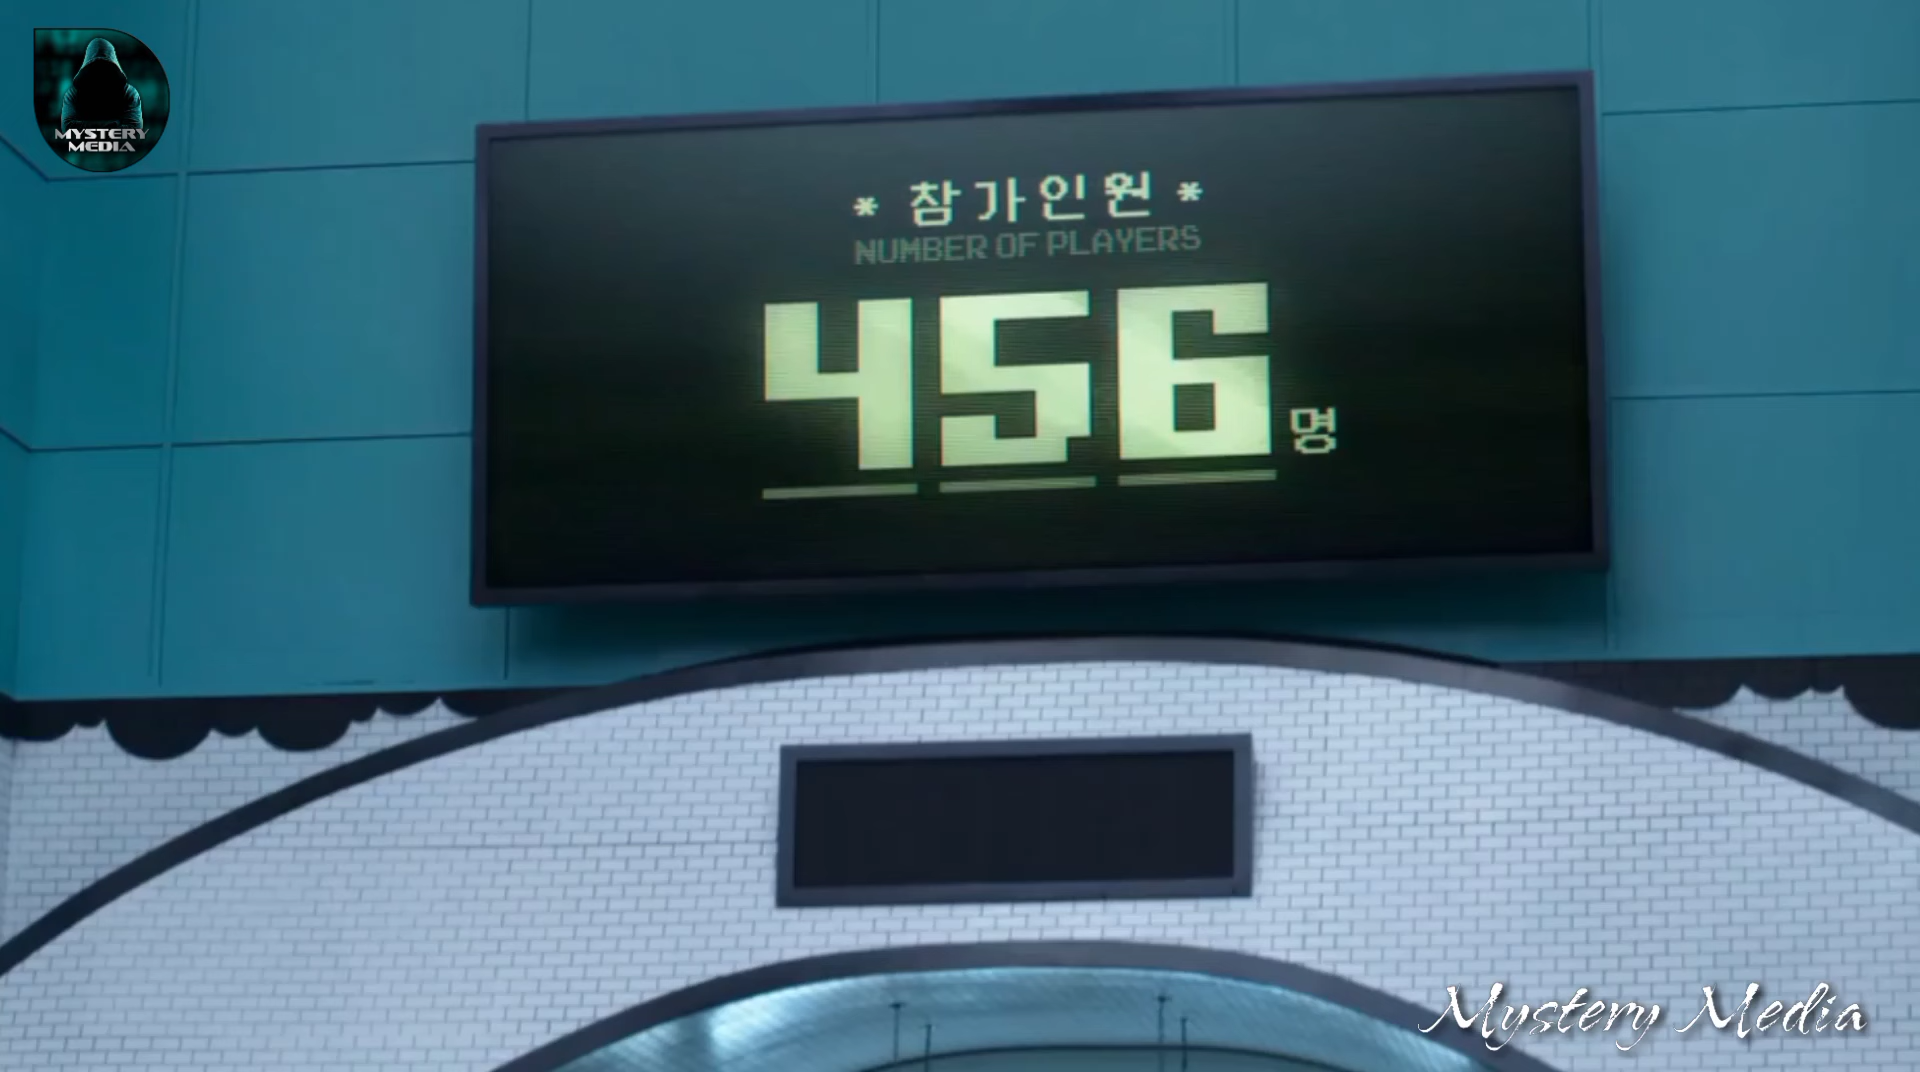 MYSTERY
MEDIA
* 참가인원 *
NUMBER OF PLAYERS
456 명
Mystery Media